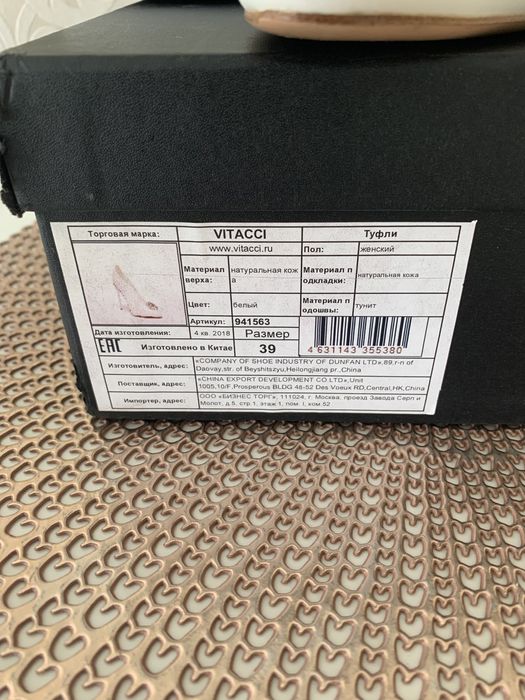 Торговая марка: VITACCI Туфли
www.vitacci.ru Пол: женский
Материал верха: натуральная кожа Материал подкладки: натуральная кожа
Цвет: белый Материал подошвы: тунит
Артикул: 941563
Дата изготовления: 4 кв. 2018 Размер
EAC Изготовлено в Китае 39 4 631143 355380
Изготовитель, адрес: «COMPANY OF SHOE INDUSTRY OF DUNFAN LTD»,89,r-n of
Daovay,str. of Beyshitszyu,Heilongjiang pr.,China
Поставщик, адрес: «CHINA EXPORT DEVELOPMENT CO.LTD»,Unit
1005,10/F,Prosperous BLDG 48-52 Des Voeux RD,Central,HK,China
Импортер, адрес: ООО «БИЗНЕС ТОРГ», 111024, г. Москва, проезд Завода Серп и
Молот, д.5, стр.1, этаж 1, пом. I, ком.52